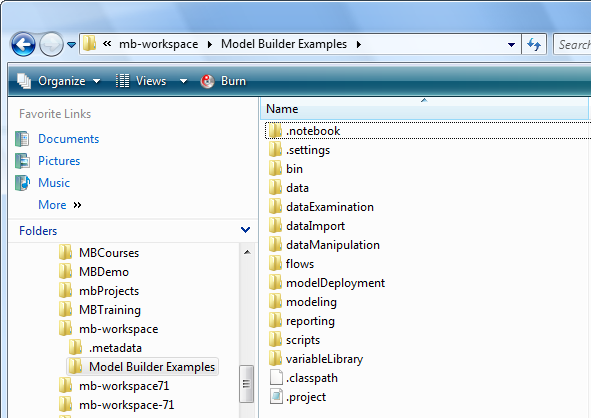 « mb-workspace Model Builder Examples
Search
Organize Views Burn
Favorite Links
Documents
Pictures
Music
More »
Folders
MBCourses
MBDemo
mbProjects
MBTraining
mb-workspace
.metadata
Model Builder Examples
mb-workspace71
mb-workspace-71
Name
.notebook
.settings
bin
data
dataExamination
dataImport
dataManipulation
flows
modelDeployment
modeling
reporting
scripts
variableLibrary
.classpath
.project